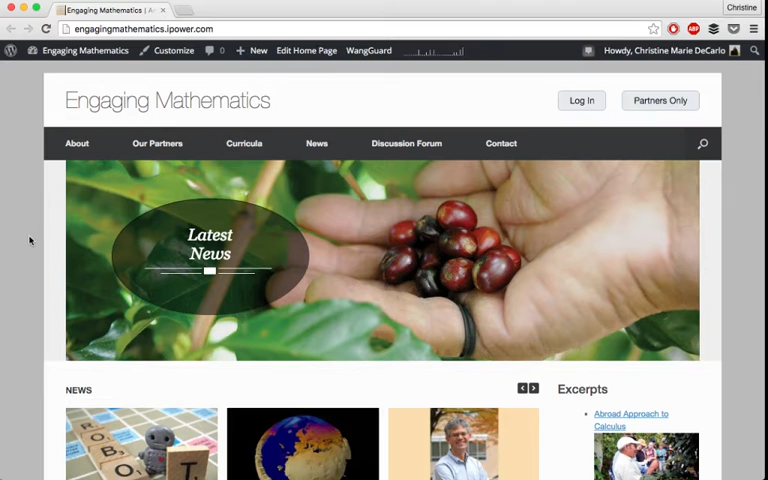 Christine
Engaging Mathematics | A
engagingmathematics.ipower.com
ABP
Engaging Mathematics
Customize
0
New
Edit Home Page
WangGuard
Howdy, Christine Marie DeCarlo
Engaging Mathematics
Log In
Partners Only
About
Our Partners
Curricula
News
Discussion Forum
Contact
Latest
News
NEWS
Excerpts
Abroad Approach to
Calculus
ROBO
T